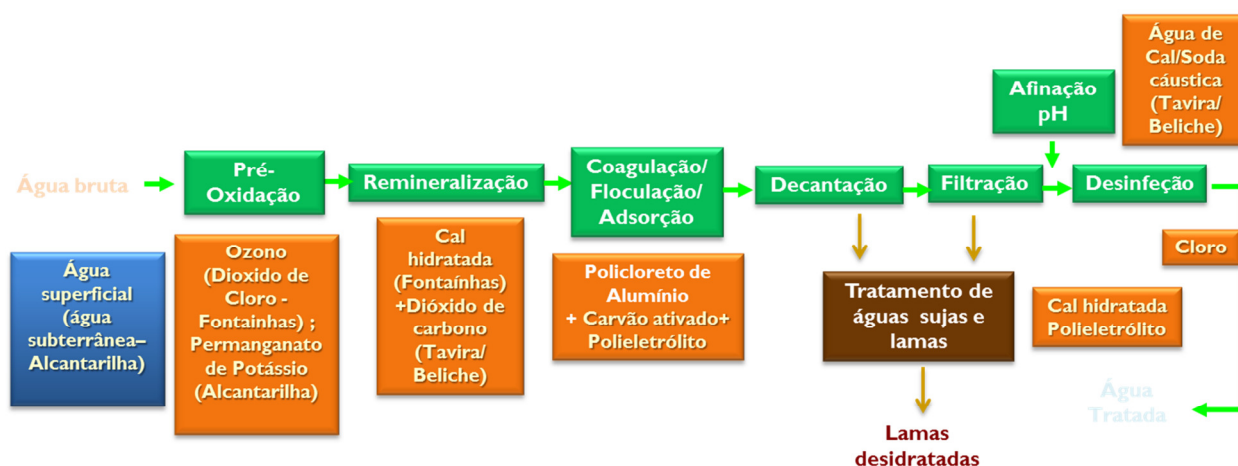 Água bruta
Pré-
Oxidação
Remineralização
Coagulação/
Floculação/
Adsorção
Decantação
Filtração
Afinação
pH
Desinfeção
Água de
Cal/Soda
cáustica
(Tavira/
Beliche)
Água
superficial
(água
subterrânea–
Alcantarilha)
Ozono
(Dioxido de
Cloro -
Fontainhas) ;
Permanganato
de Potássio
(Alcantarilha)
Cal
hidratada
(Fontaínhas)
+Dióxido de
carbono
(Tavira/
Beliche)
Policloreto de
Alumínio
+ Carvão ativado+
Polieletrólito
Tratamento de
águas sujas e
lamas
Cal hidratada
Polieletrólito
Cloro
Água
Tratada
Lamas
desidratadas